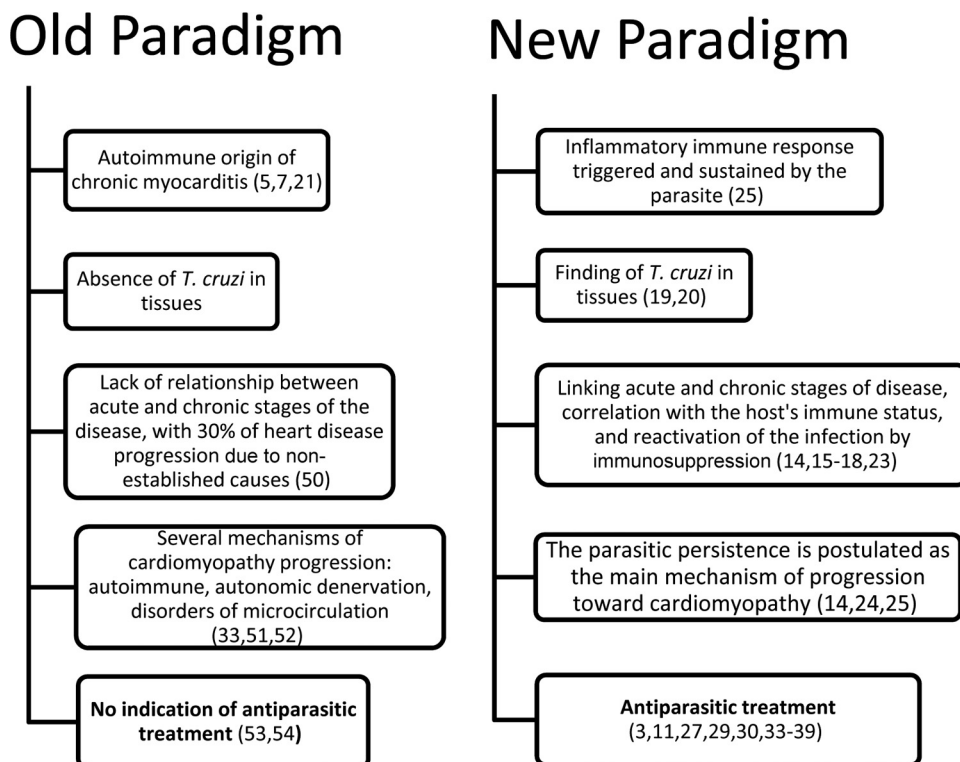 Old Paradigm
Autoimmune origin of
chronic myocarditis (5,7,21)
Absence of T. cruzi in
tissues
Lack of relationship between
acute and chronic stages of the
disease, with 30% of heart disease
progression due to non-
established causes (50)
Several mechanisms of
cardiomyopathy progression:
autoimmune, autonomic denervation,
disorders of microcirculation
(33,51,52)
No indication of antiparasitic
treatment (53,54)
New Paradigm
Inflammatory immune response
triggered and sustained by the
parasite (25)
Finding of T. cruzi in
tissues (19,20)
Linking acute and chronic stages of disease,
correlation with the host's immune status,
and reactivation of the infection by
immunosuppression (14,15-18,23)
The parasitic persistence is postulated as
the main mechanism of progression
toward cardiomyopathy (14,24,25)
Antiparasitic treatment
(3,11,27,29,30,33-39)